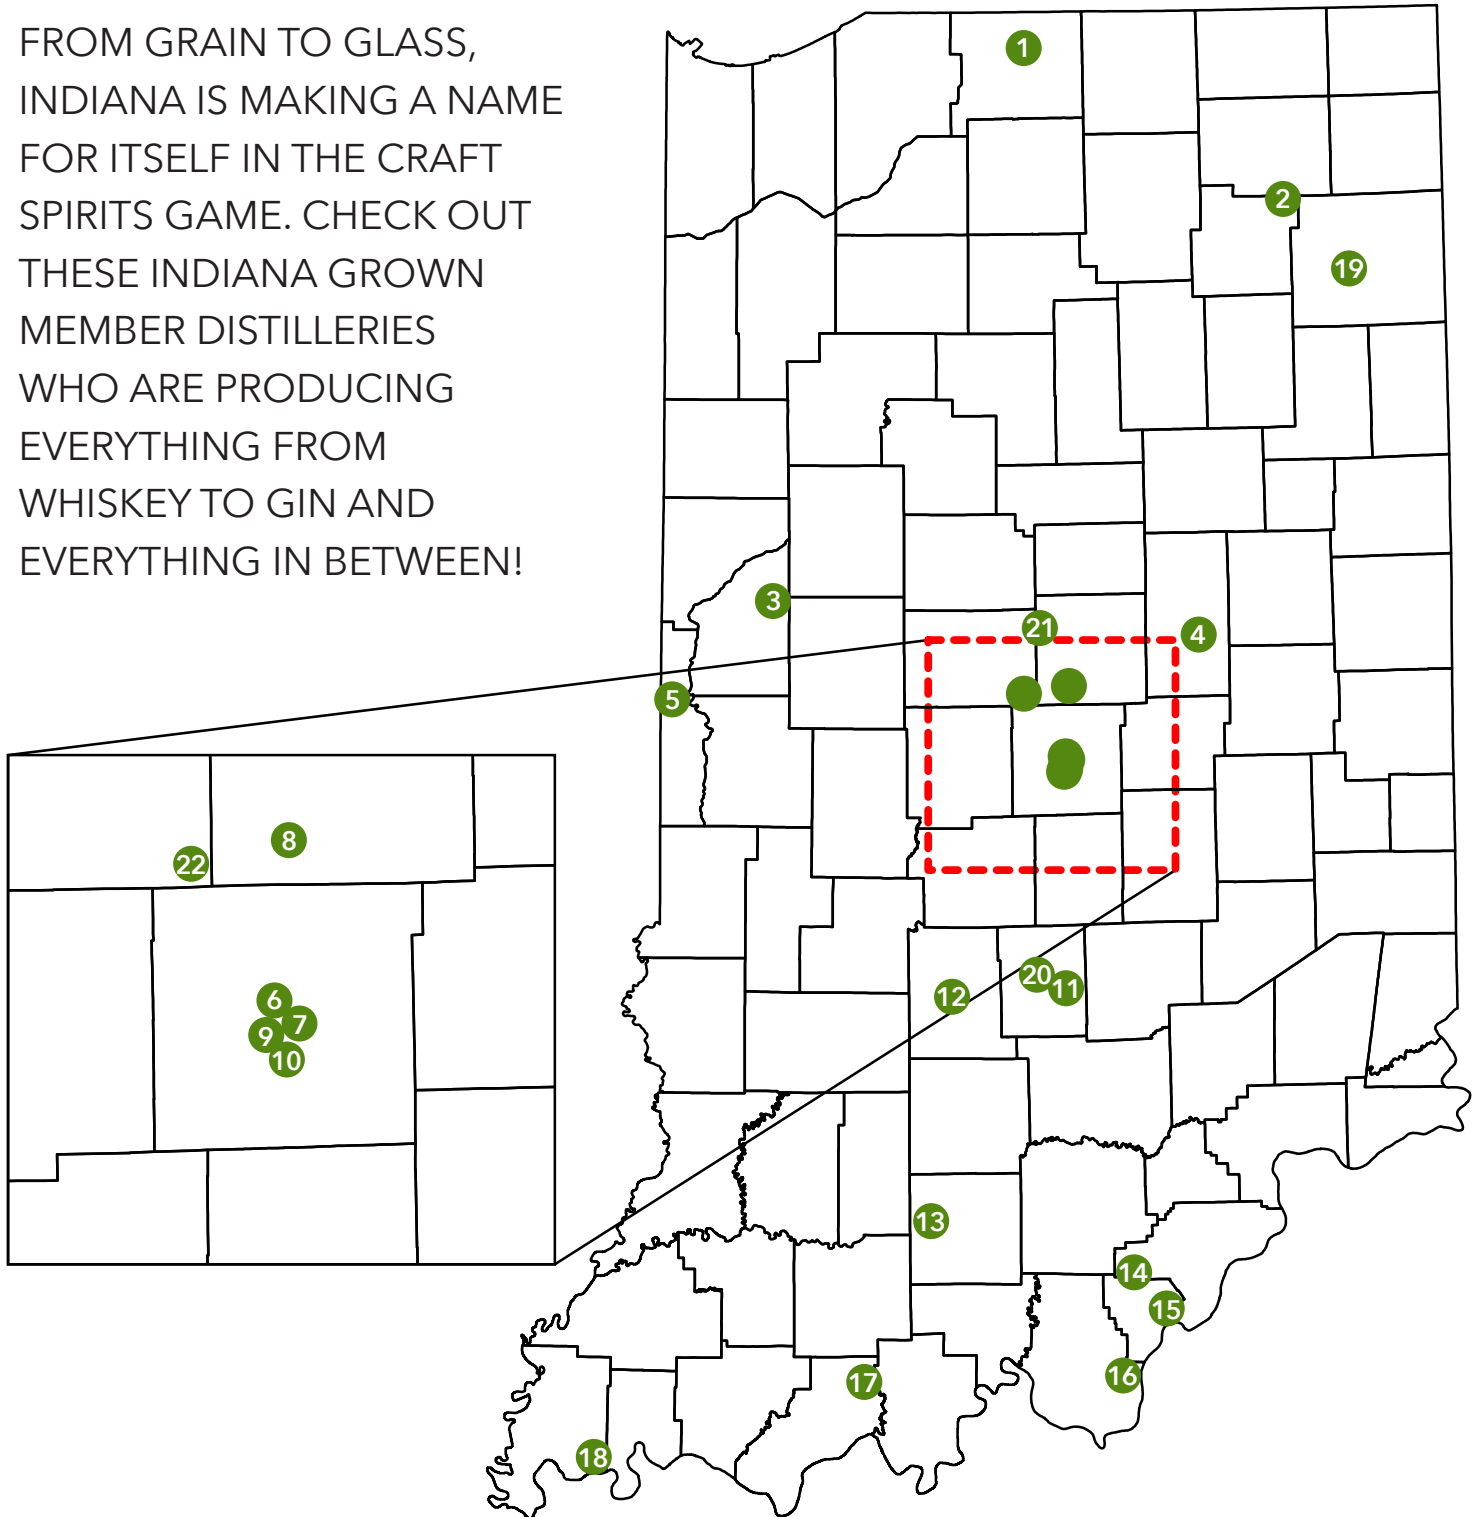 FROM GRAIN TO GLASS,
INDIANA IS MAKING A NAME
FOR ITSELF IN THE CRAFT
SPIRITS GAME. CHECK OUT
THESE INDIANA GROWN
MEMBER DISTILLERIES
WHO ARE PRODUCING
EVERYTHING FROM
WHISKEY TO GIN AND
EVERYTHING IN BETWEEN!
1
2
19
3
21
4
5
8
22
6
7
9
10
20
11
12
13
14
15
16
17
18